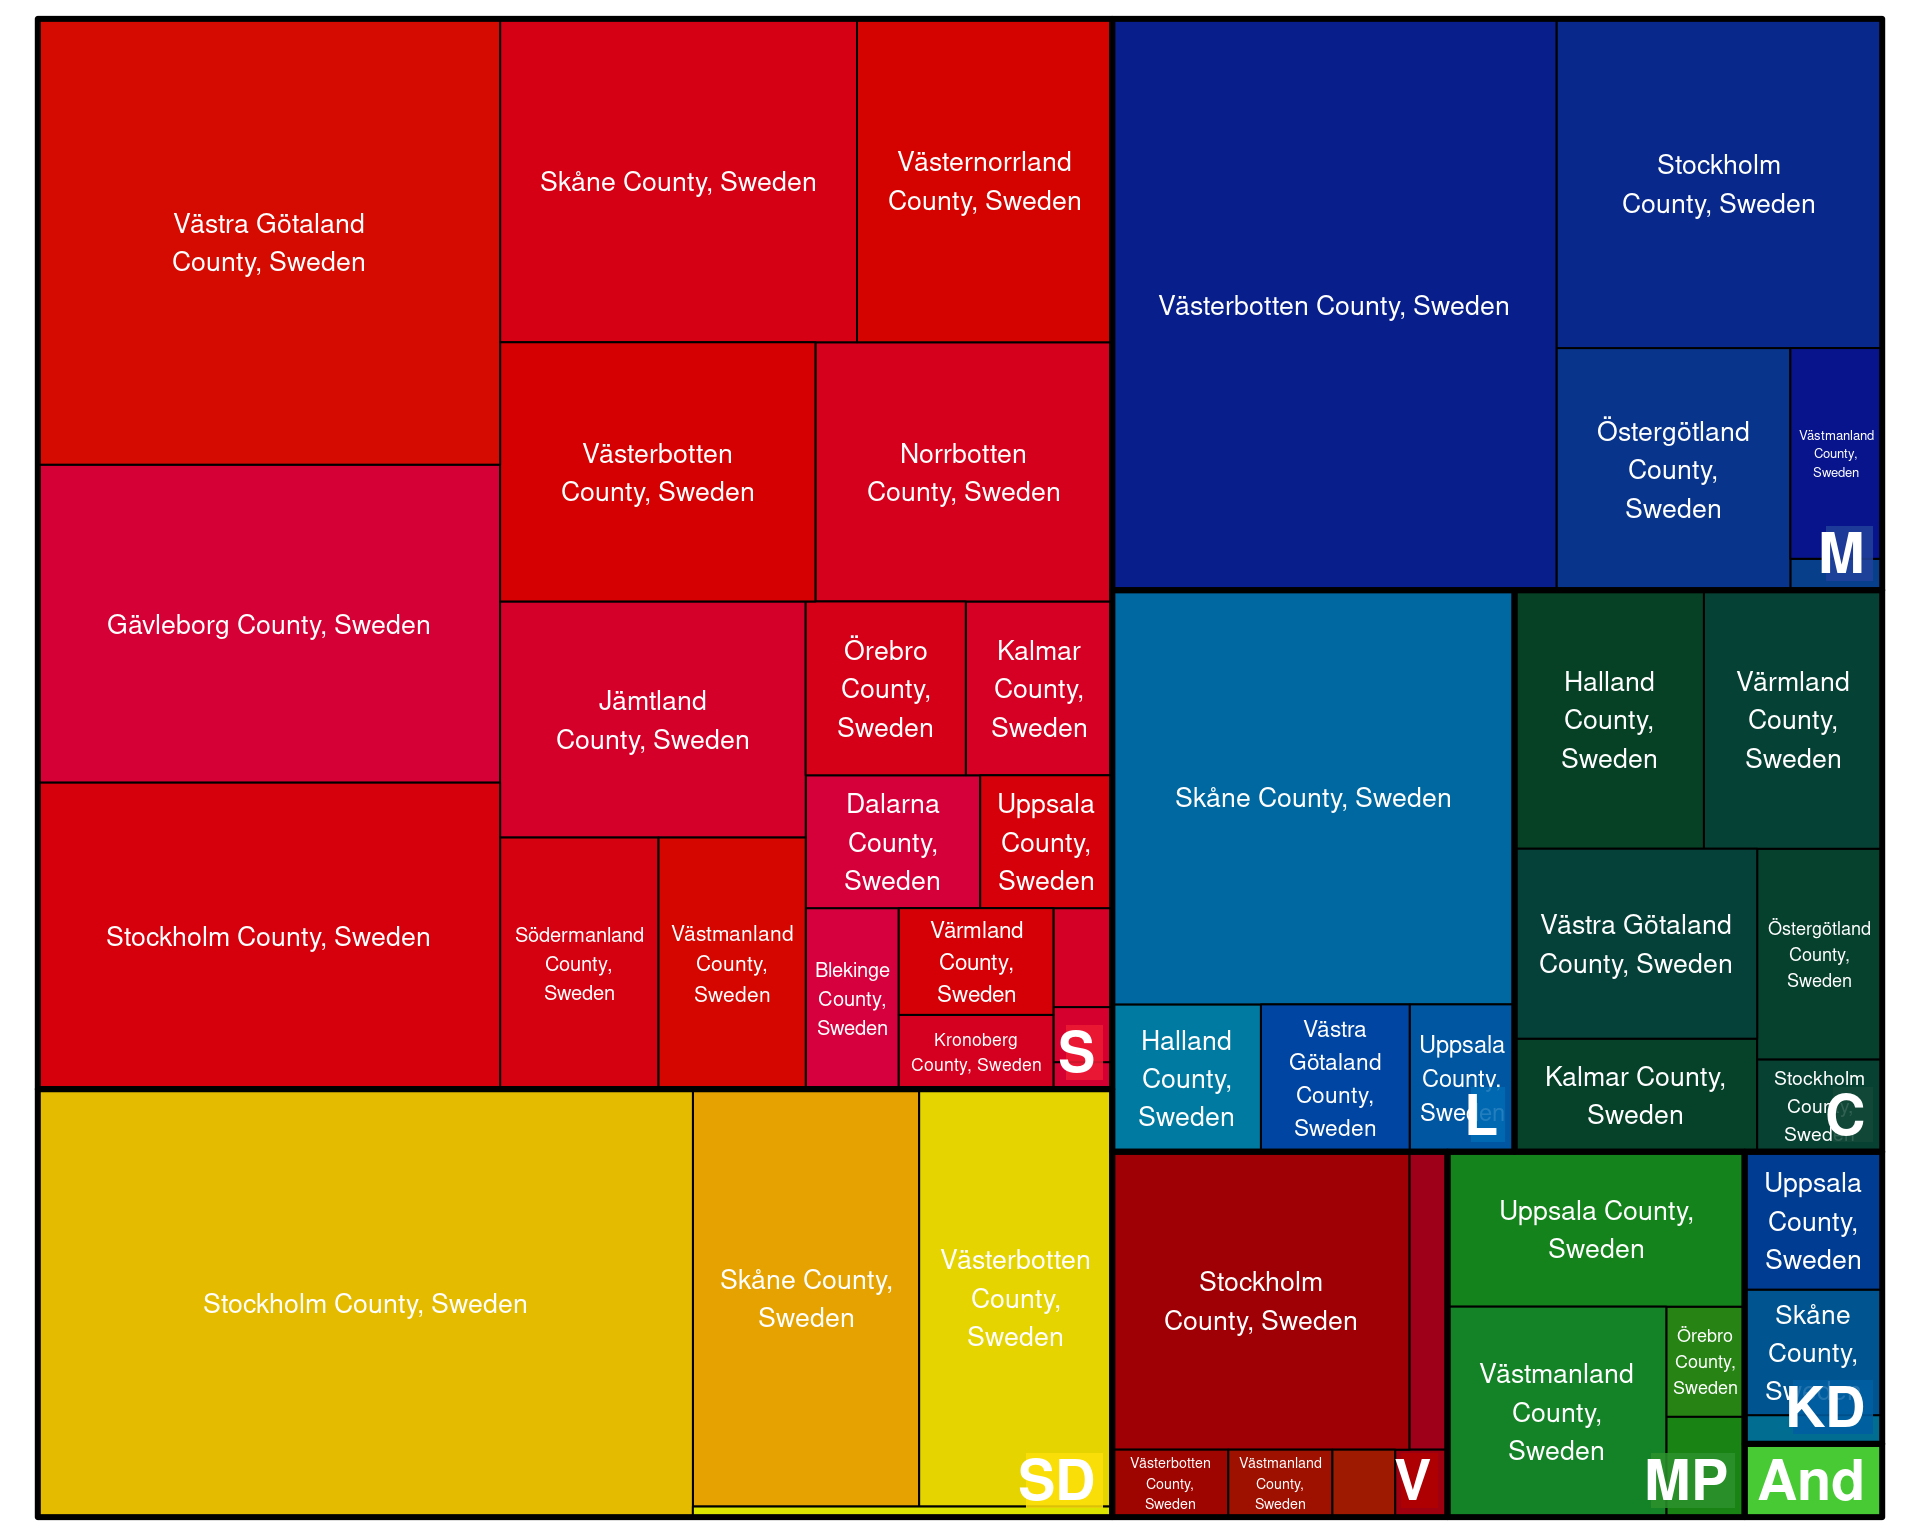 Västra Götaland
County, Sweden
Skåne County, Sweden
Västernorrland
County, Sweden
Västerbotten
County, Sweden
Norrbotten
County, Sweden
Gävleborg County, Sweden
Stockholm County, Sweden
Jämtland
County, Sweden
Örebro
County,
Sweden
Kalmar
County,
Sweden
Dalarna
County,
Sweden
Uppsala
County,
Sweden
Södermanland
County,
Sweden
Västmanland
County,
Sweden
Blekinge
County,
Sweden
Värmland
County,
Sweden
Kronoberg
County, Sweden
S
Stockholm County, Sweden
Skåne County,
Sweden
Västerbotten
County,
Sweden
SD
Västerbotten County, Sweden
Stockholm
County, Sweden
Östergötland
County,
Sweden
Västmanland
County,
Sweden
M
Skåne County, Sweden
Halland
County,
Sweden
Västra
Götaland
County,
Sweden
Uppsala
County.
Sweden
L
Halland
County,
Sweden
Värmland
County,
Sweden
Västra Götaland
County, Sweden
Östergötland
County,
Sweden
Kalmar County,
Sweden
Stockholm
County,
Sweden
C
Stockholm
County, Sweden
Västerbotten
County,
Sweden
Västmanland
County,
Sweden
V
Uppsala County,
Sweden
Västmanland
County,
Sweden
Örebro
County,
Sweden
MP
Uppsala
County,
Sweden
Skåne
County,
Sweden
KD
And